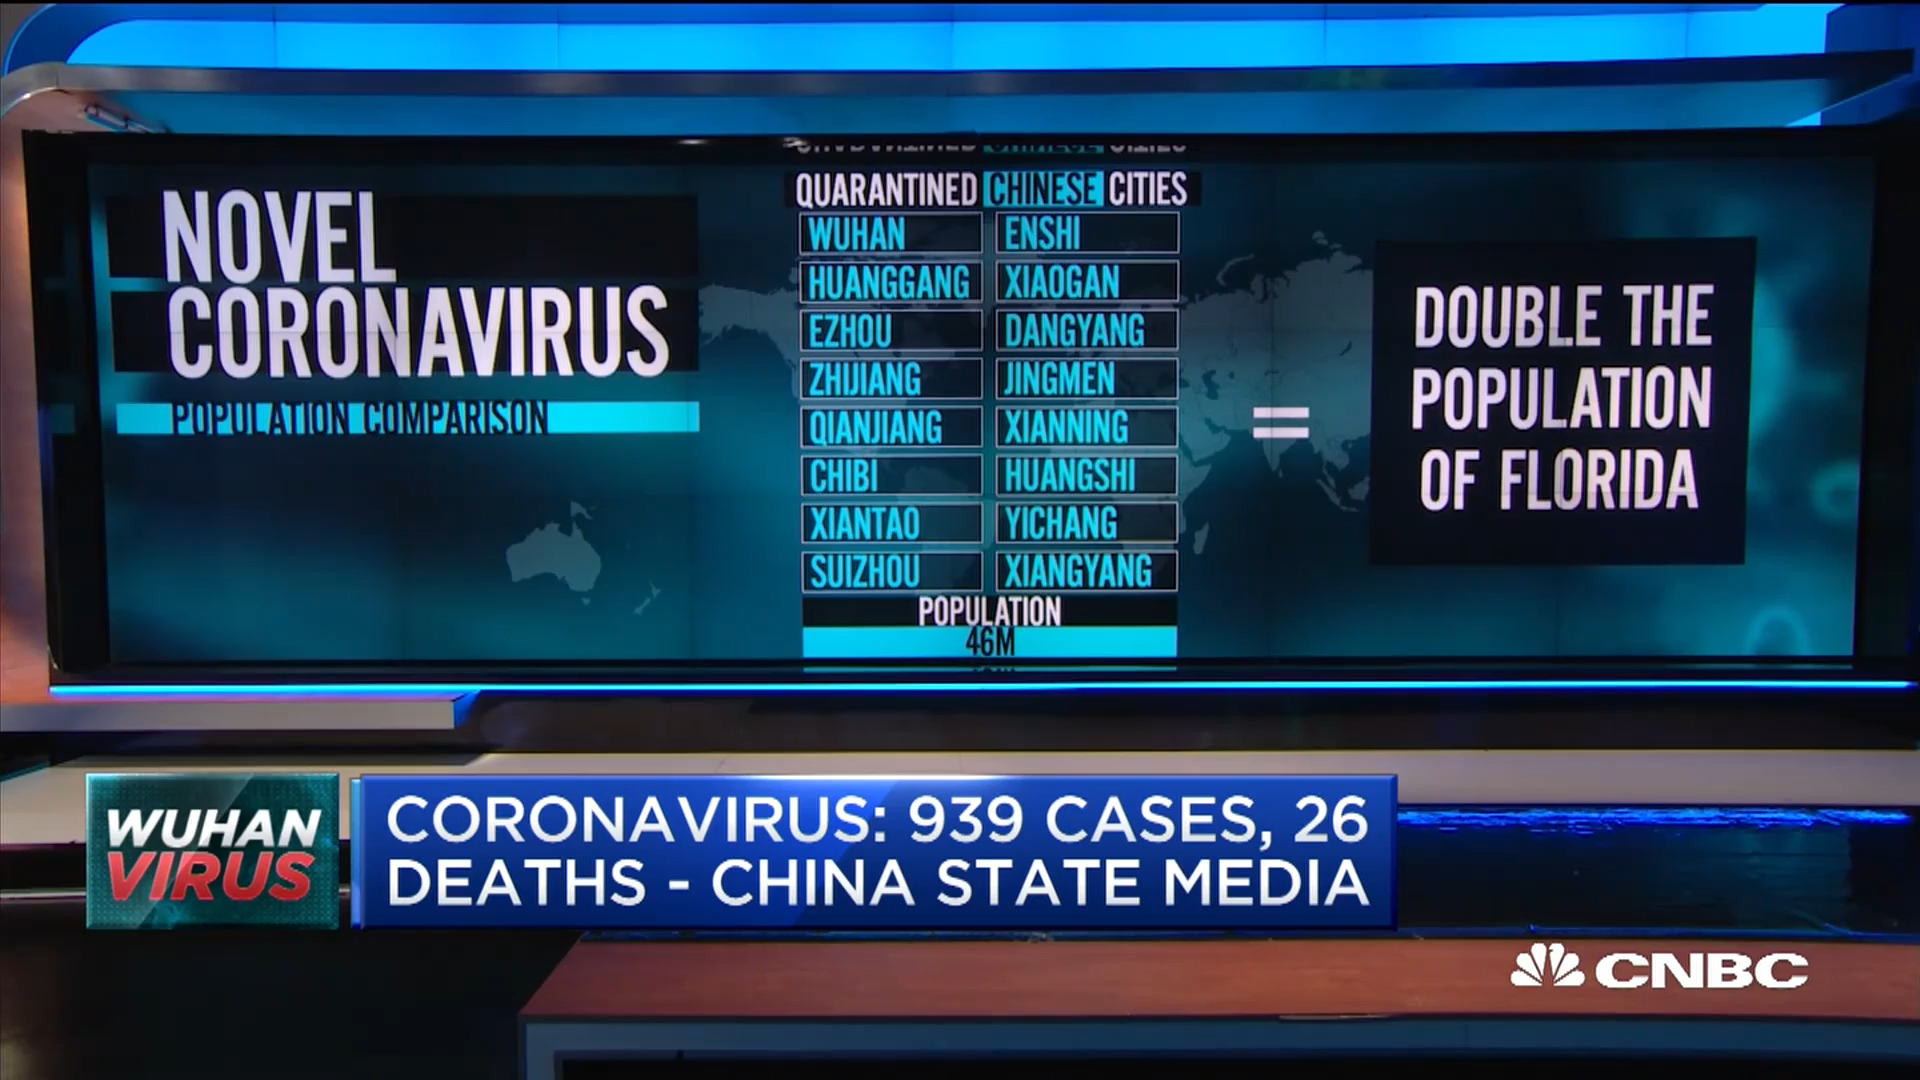 NOVEL
CORONAVIRUS
POPULATION COMPARISON
QUARANTINED CHINESE CITIES
WUHAN ENSHI
HUANGGANG XIAOGAN
EZHOU DANGYANG
ZHIJIANG JINGMEN
QIANJIANG XIANNING
CHIBI HUANGSHI
XIANTAO YICHANG
SUIZHOU XIANGYANG
POPULATION
46M
=
DOUBLE THE
POPULATION
OF FLORIDA
WUHAN
VIRUS
CORONAVIRUS: 939 CASES, 26
DEATHS - CHINA STATE MEDIA
CNBC